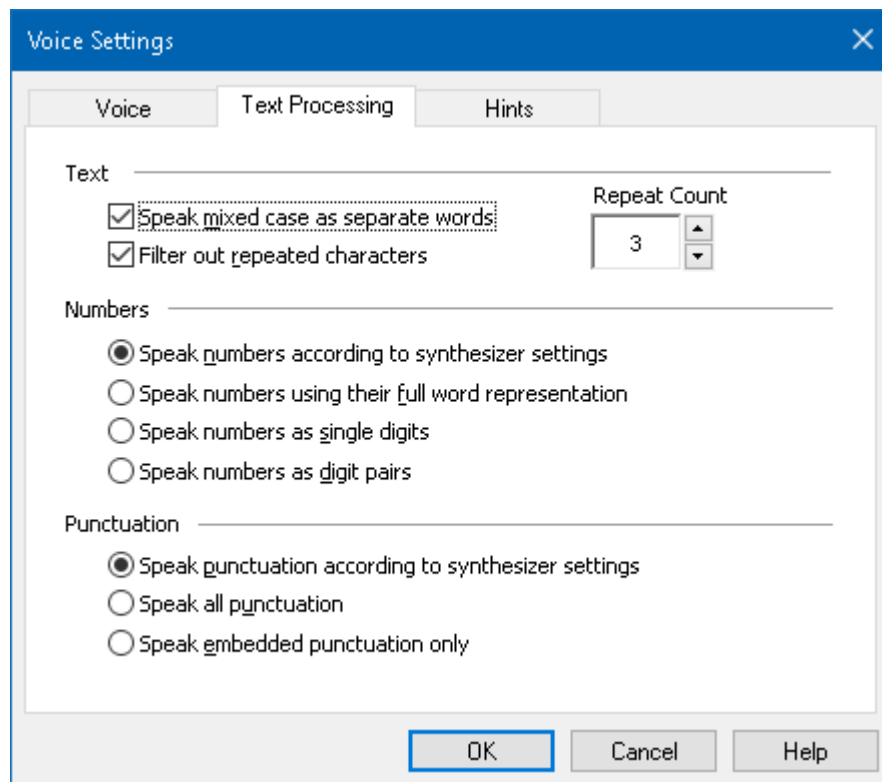 Voice Settings
Voice Text Processing Hints
Text
Repeat Count
Speak mixed case as separate words
3
Filter out repeated characters
Numbers
Speak numbers according to synthesizer settings
Speak numbers using their full word representation
Speak numbers as single digits
Speak numbers as digit pairs
Punctuation
Speak punctuation according to synthesizer settings
Speak all punctuation
Speak embedded punctuation only
OK Cancel Help